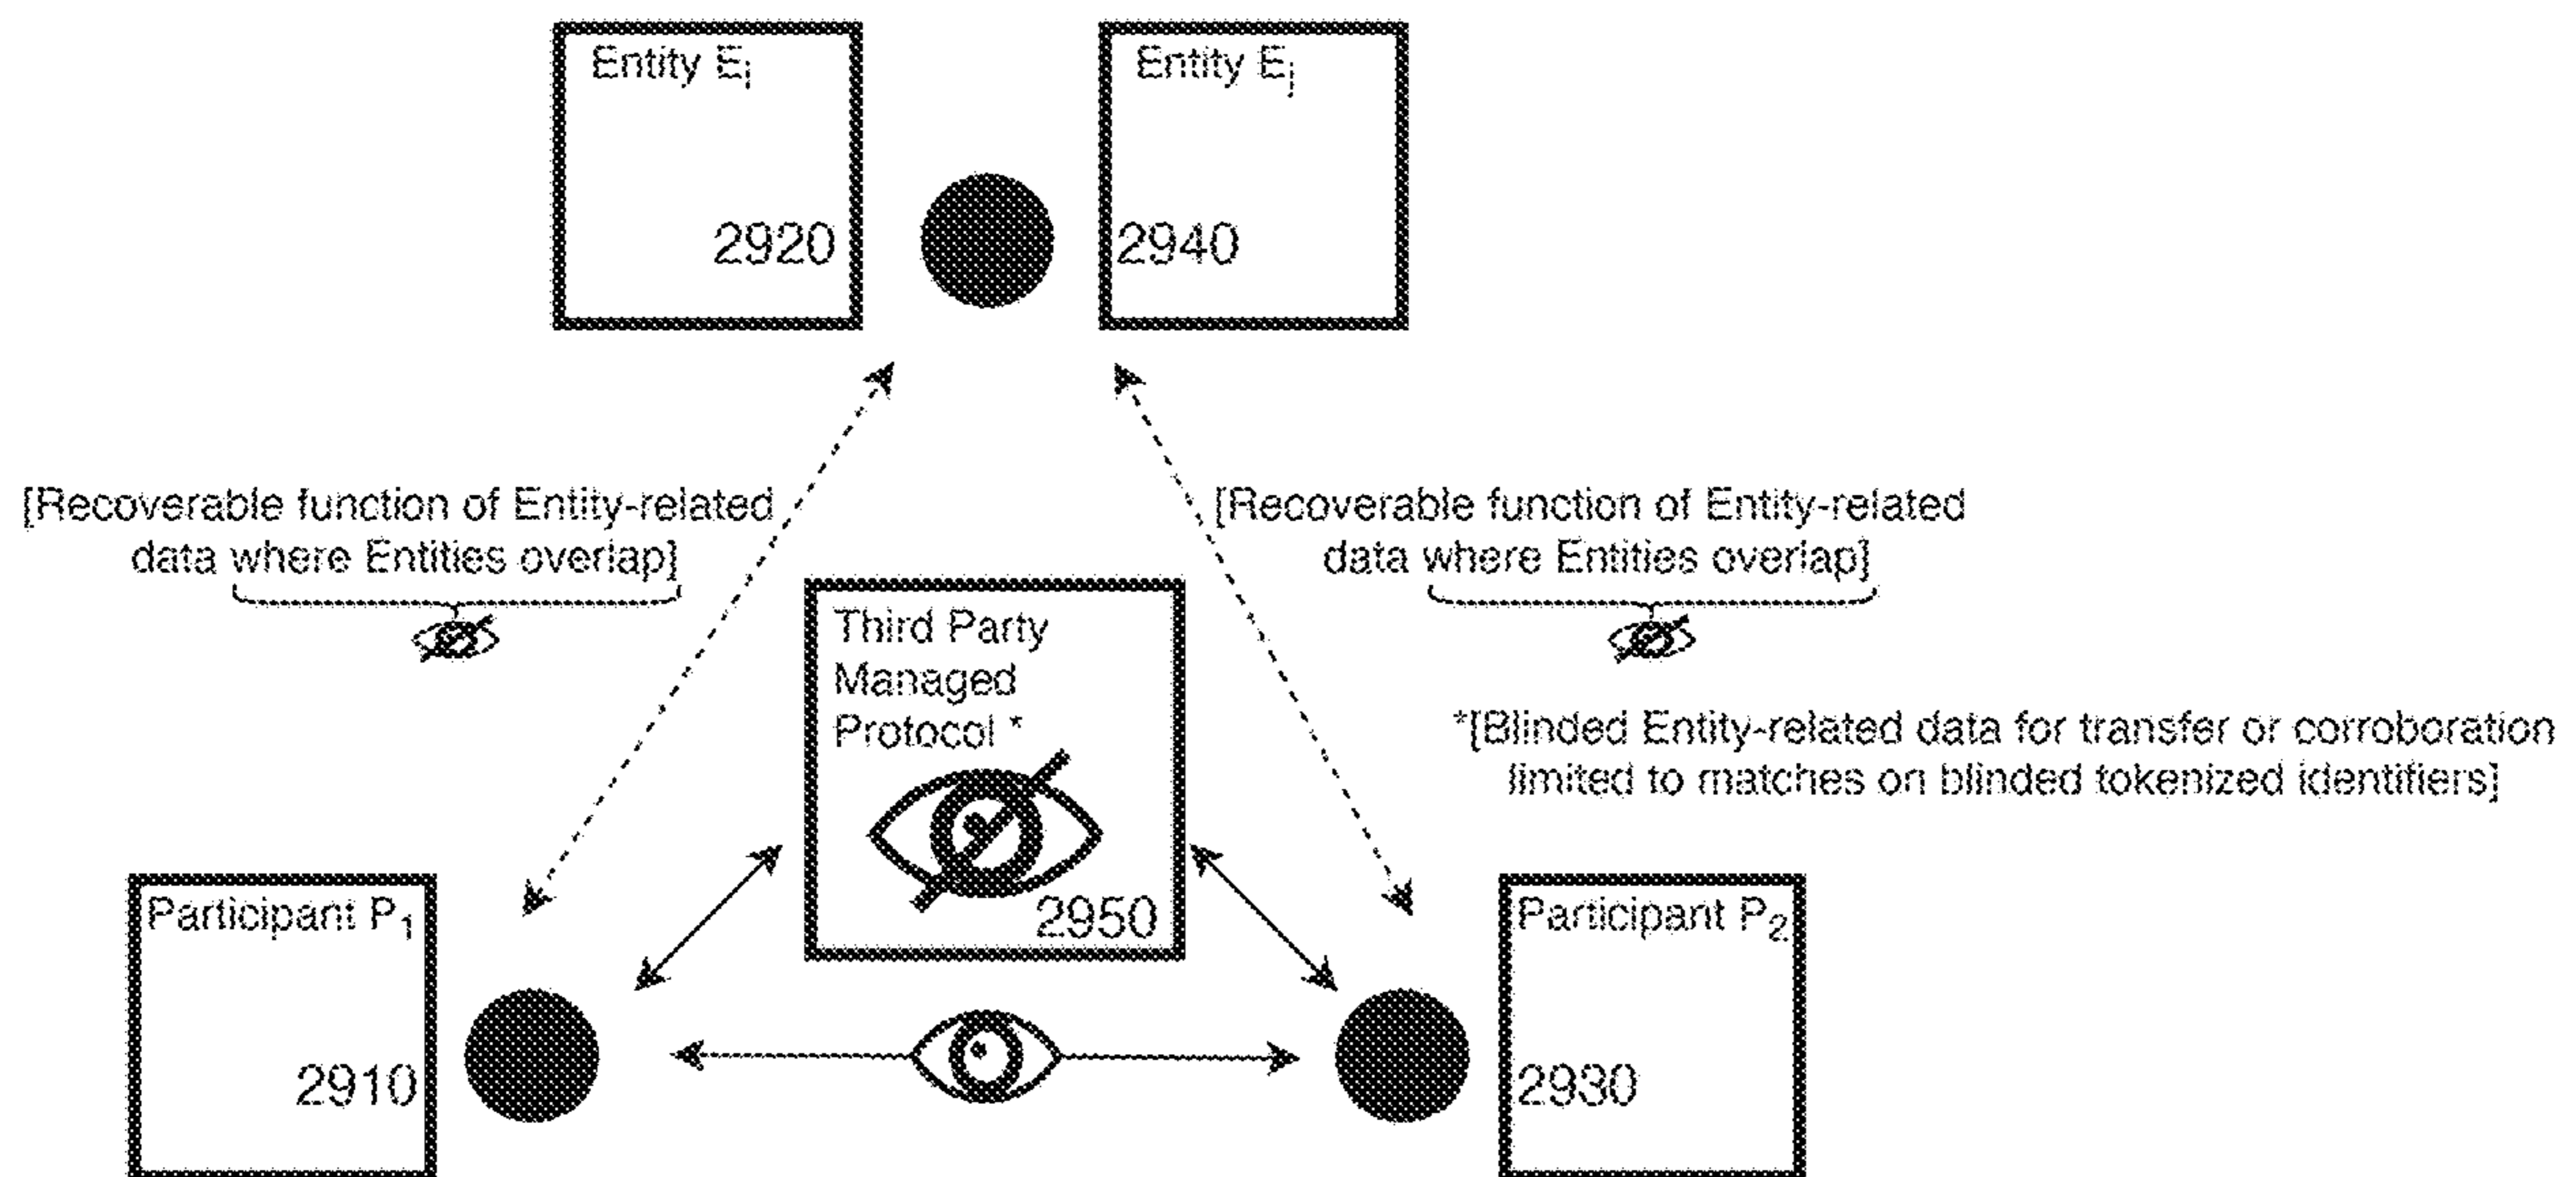 Entity Ei
2920
Entity Ej
2940
[Recoverable function of Entity-related
data where Entities overlap]
[Recoverable function of Entity-related
data where Entities overlap]
Third Party
Managed
Protocol *
2950
*[Blinded Entity-related data for transfer or corroboration
limited to matches on blinded tokenized identifiers]
Participant P1
2910
Participant P2
2930